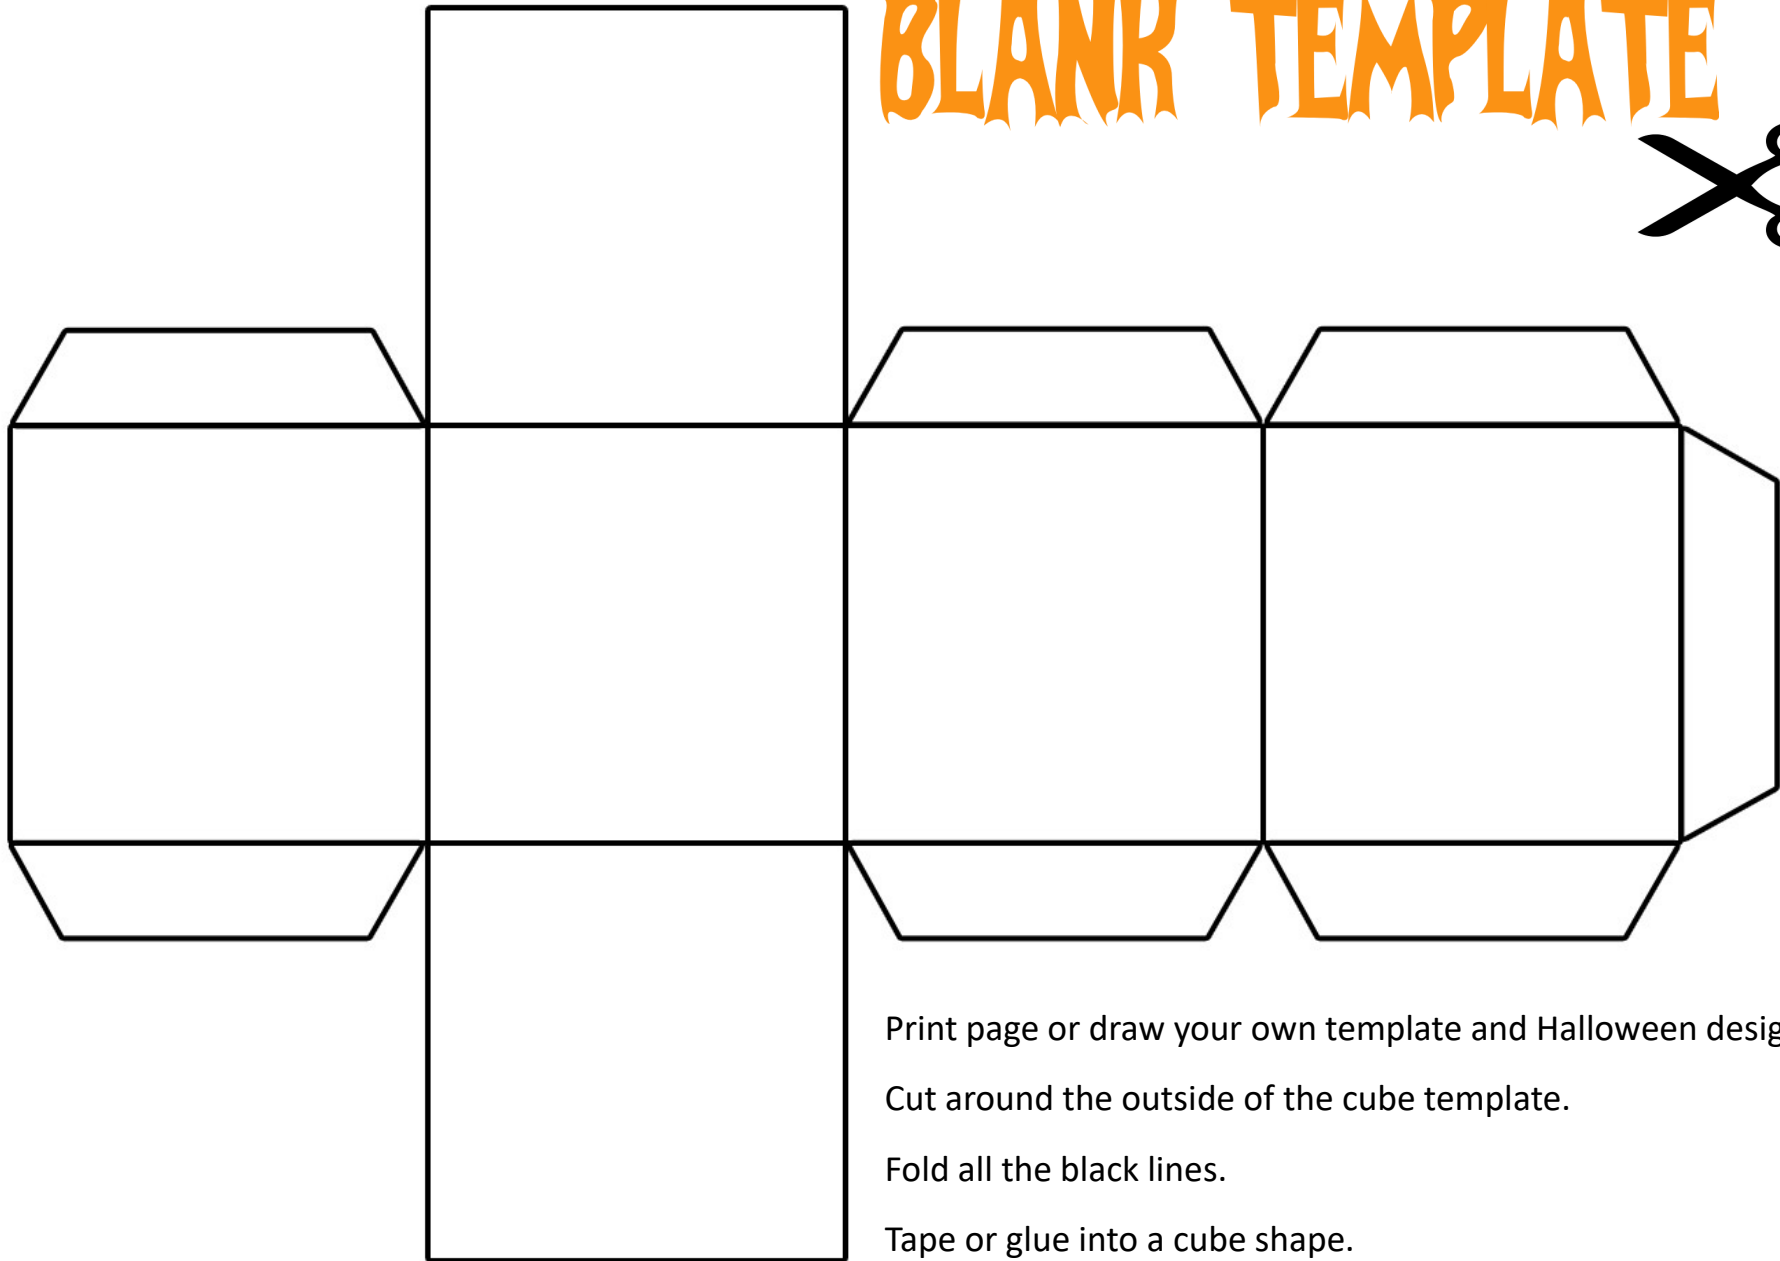 BLANK TEMPLATE
Print page or draw your own template and Halloween desig
Cut around the outside of the cube template.
Fold all the black lines.
Tape or glue into a cube shape.